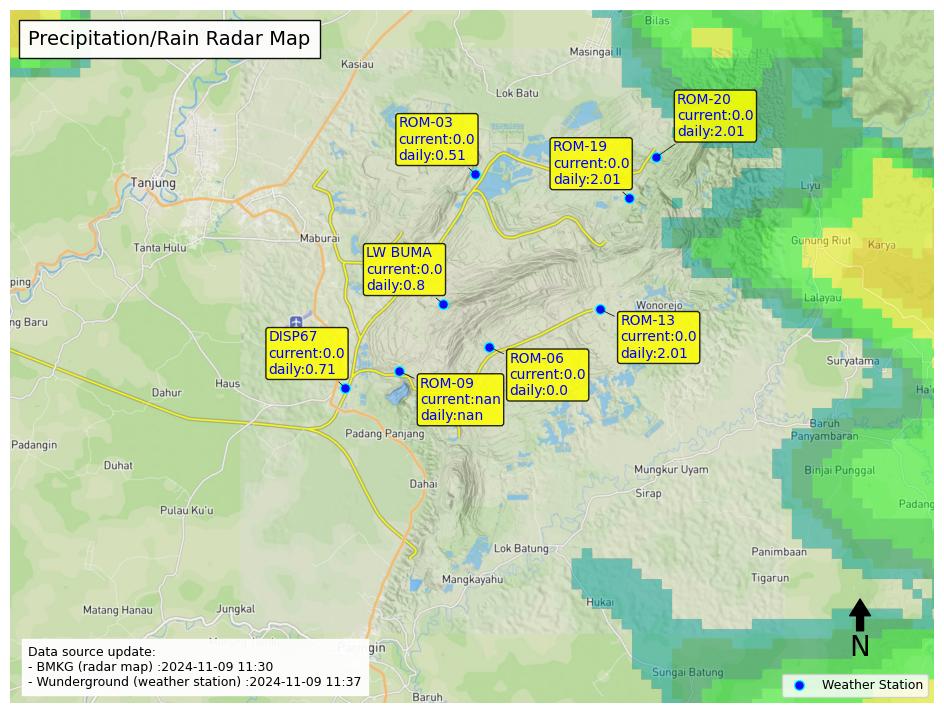 Precipitation/Rain Radar Map
Bilas
Masingai II
Kasiau
Lok Batu
ROM-20
current:0.0
daily:2.01
ROM-03
current:0.0
daily:0.51
ROM-19
current:0.0
daily:2.01
Tanjung
Liyu
Maburai
Tanta Hulu
Gunung Riut
Karya
LW BUMA
current:0.0
daily:0.8
ping
Lalayau
Wonorejo
ng Baru
ROM-13
current:0.0
daily:2.01
DISP67
current:0.0
daily:0.71
ROM-06
current:0.0
daily:0.0
Suryatama
Haus
Dahur
ROM-09
current:nan
daily:nan
Ha'
Baruh
Panyambaran
Padang Panjang
Padangin
Duhat
Mungkur Uyam
Binjai Punggal
Dahai
Sirap
Padang
Pulau Ku'u
Lok Batung
Panimbaan
Mangkayahu
Tigarun
Hukai
Matang Hanau
Jungkal
N
Data source update:
- BMKG (radar map) :2024-11-09 11:30
- Wunderground (weather station) :2024-11-09 11:37
Sungai Batung
Weather Station
Baruh